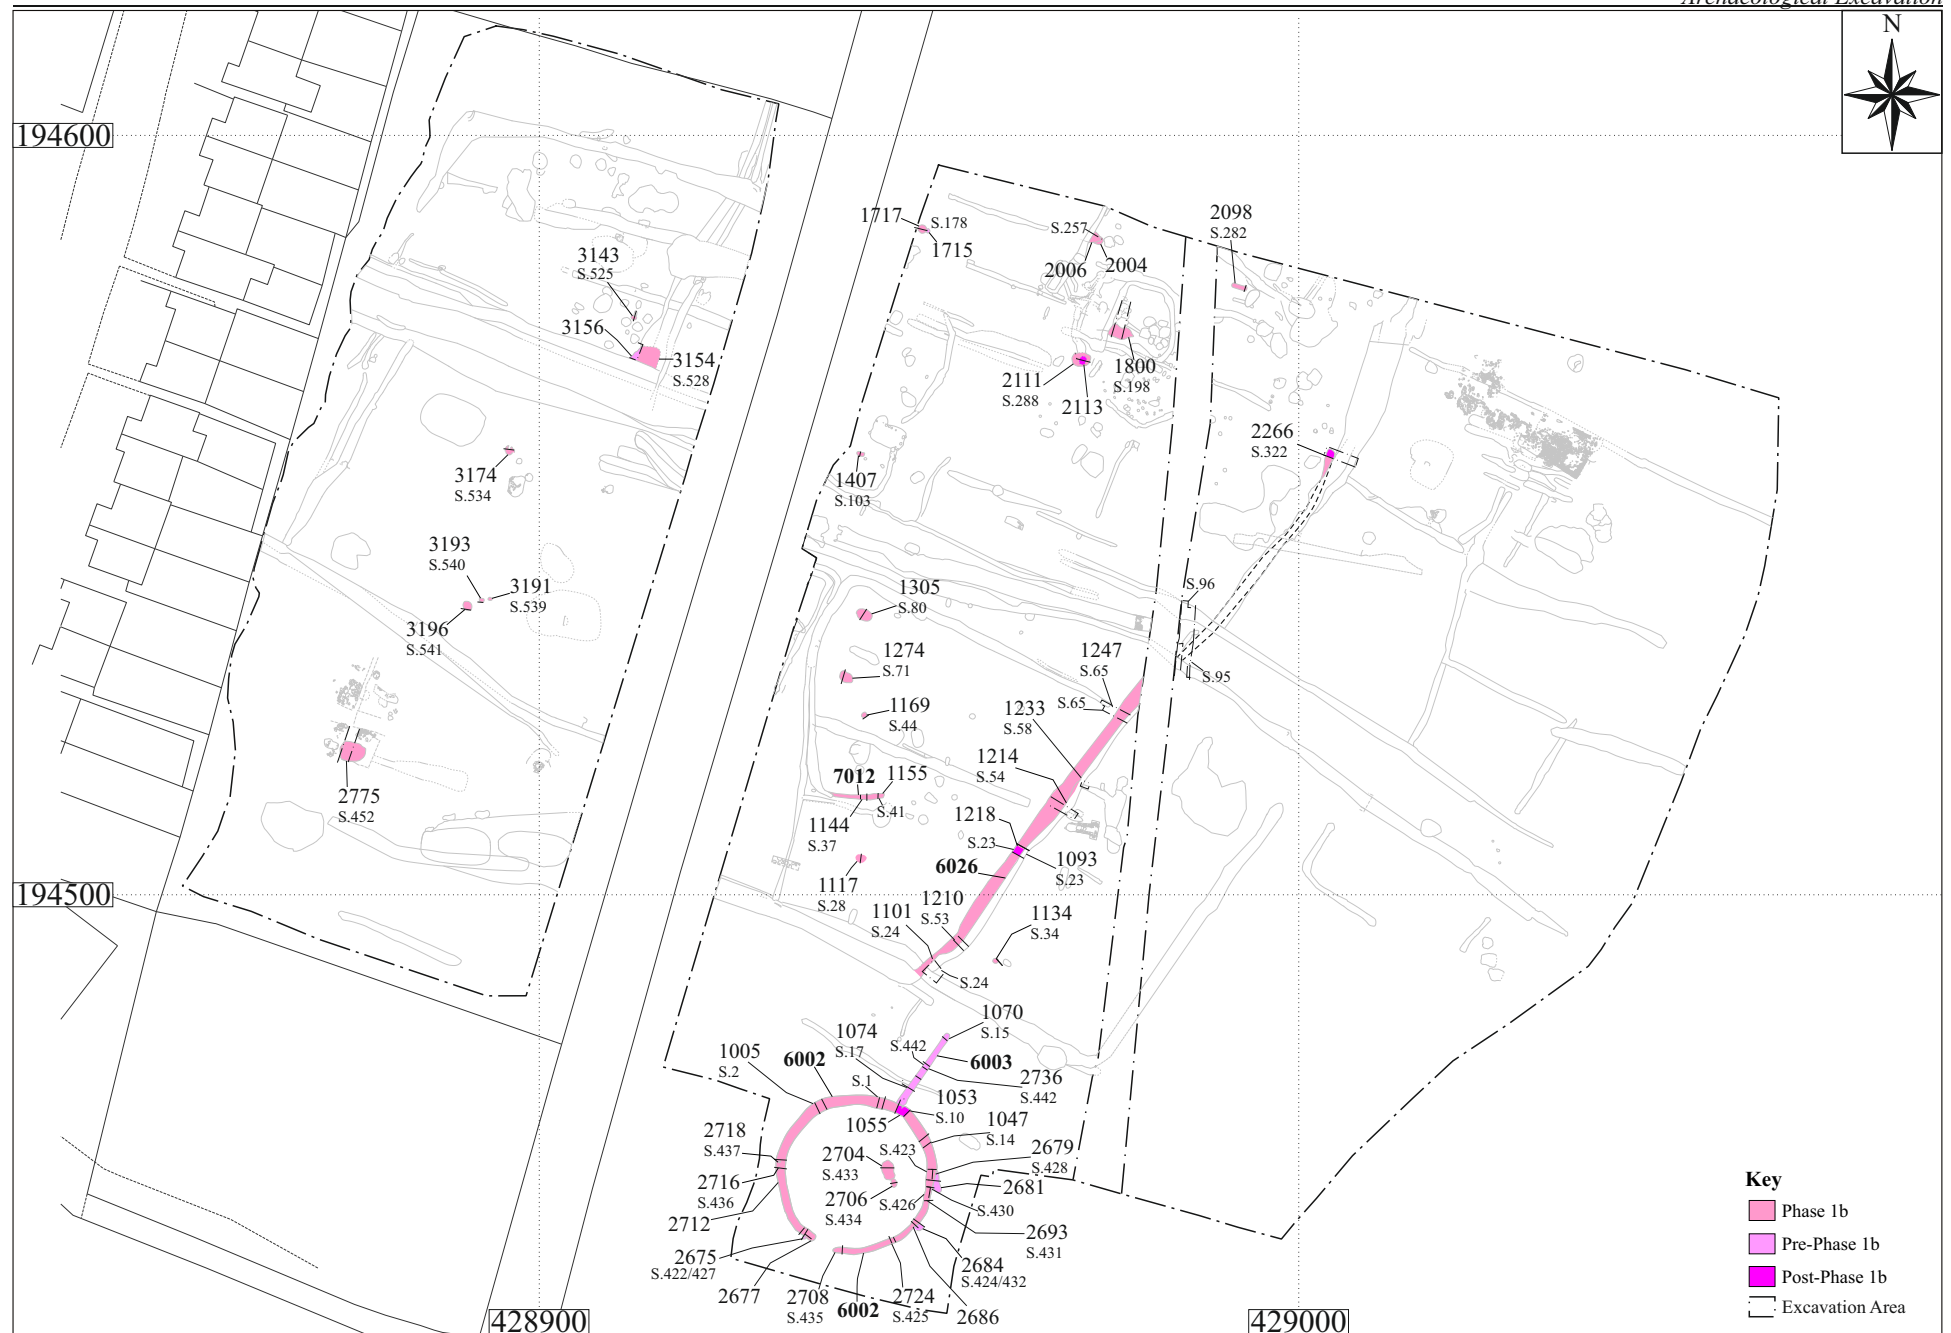 Archaeological Excavation
N
194600
1717
S.178
1715
S.257
2006
2004
2098
S.282
3143
S.525
3156
3154
S.528
1800
S.198
2111
S.288
2113
2266
S.322
3174
S.534
1407
S.103
3193
S.540
3191
S.539
3196
S.541
1305
S.80
S.96
1274
S.71
1247
S.65
S.65
S.95
1169
S.44
1233
S.58
1214
S.54
7012
1155
S.41
2775
S.452
1144
S.37
1218
S.23
1093
S.23
6026
1117
S.28
194500
1210
S.53
1101
S.24
1134
S.34
S.24
1070
S.15
1074
S.17
S.442
6003
2736
S.442
1005
S.2
6002
S.1
1053
S.10
1055
1047
S.14
2718
S.437
2704
S.433
S.423
2679
S.428
2716
S.436
2706
S.434
S.426
2681
S.430
2712
2693
S.431
2675
S.422/427
2677
2684
S.424/432
2708
S.435
6002
2724
S.425
2686
428900
429000
Key
Phase 1b
Pre-Phase 1b
Post-Phase 1b
Excavation Area